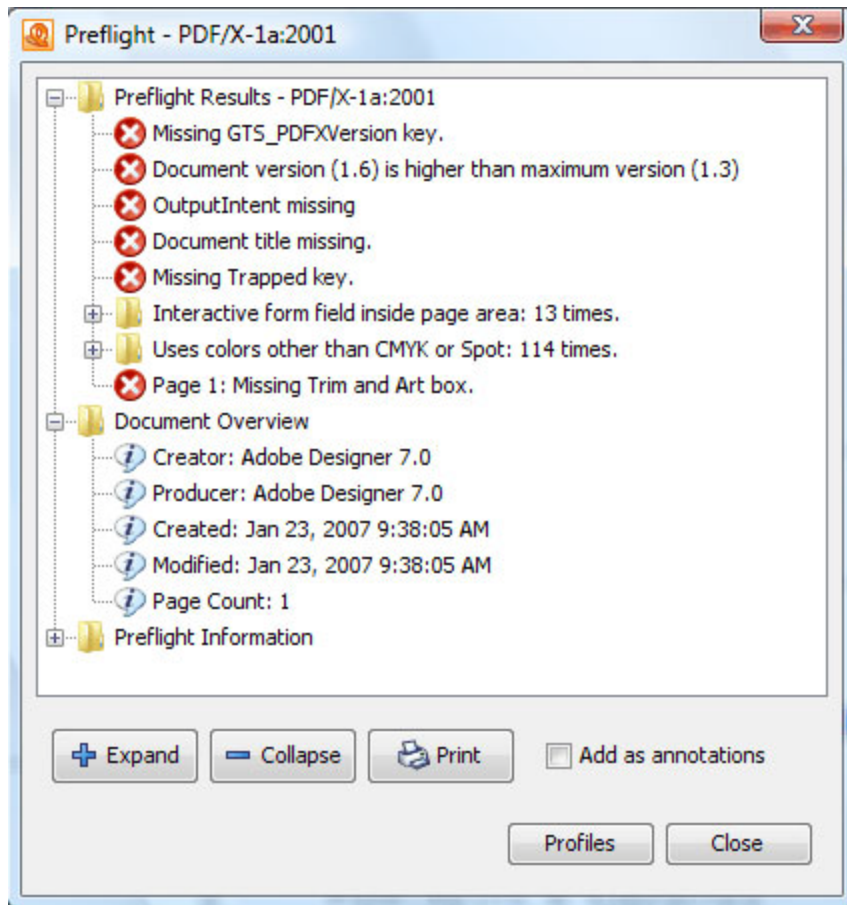 Preflight - PDF/X-1a:2001
Preflight Results - PDF/X-1a:2001
Missing GTS_PDFXVersion key.
Document version (1.6) is higher than maximum version (1.3)
OutputIntent missing
Document title missing.
Missing Trapped key.
Interactive form field inside page area: 13 times.
Uses colors other than CMYK or Spot: 114 times.
Page 1: Missing Trim and Art box.
Document Overview
Creator: Adobe Designer 7.0
Producer: Adobe Designer 7.0
Created: Jan 23, 2007 9:38:05 AM
Modified: Jan 23, 2007 9:38:05 AM
Page Count: 1
Preflight Information
Expand Collapse Print Add as annotations
Profiles Close